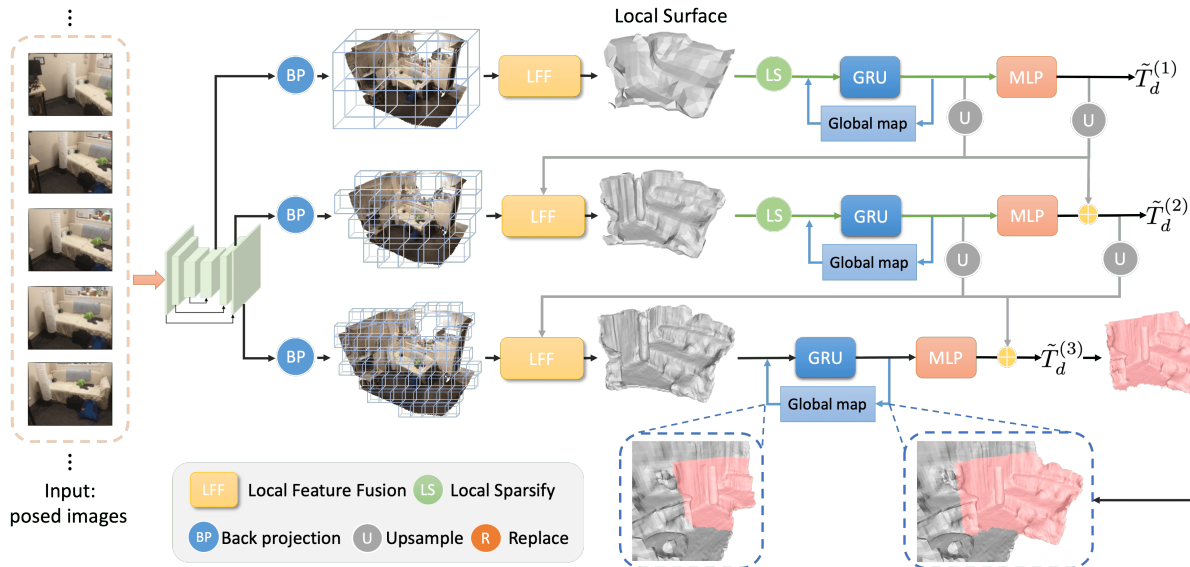 Local Surface
BP
LFF
LS
GRU
MLP
T̃_d^{(1)}
Global map
U
U
BP
LFF
LS
GRU
MLP
T̃_d^{(2)}
Global map
U
U
BP
LFF
GRU
MLP
T̃_d^{(3)}
Global map
Input:
posed images
LFF Local Feature Fusion LS Local Sparsify
BP Back projection U Upsample R Replace